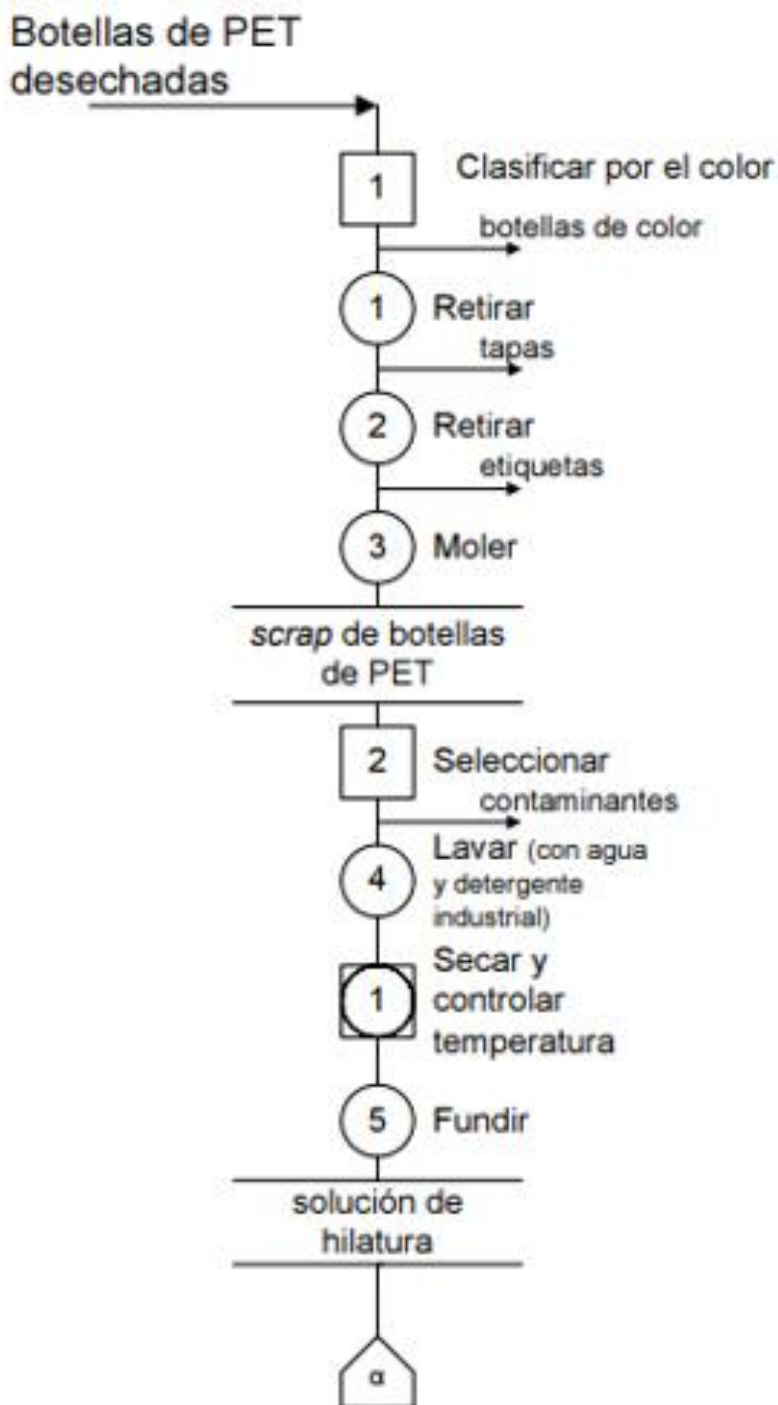 Botellas de PET
desechadas
1
Clasificar por el color
botellas de color
1
Retirar
tapas
2
Retirar
etiquetas
3
Moler
scrap de botellas
de PET
2
Seleccionar
contaminantes
Lavar (con agua
4
y detergente
industrial)
Secar y
1
controlar
temperatura
5
Fundir
solución de
hilatura
α